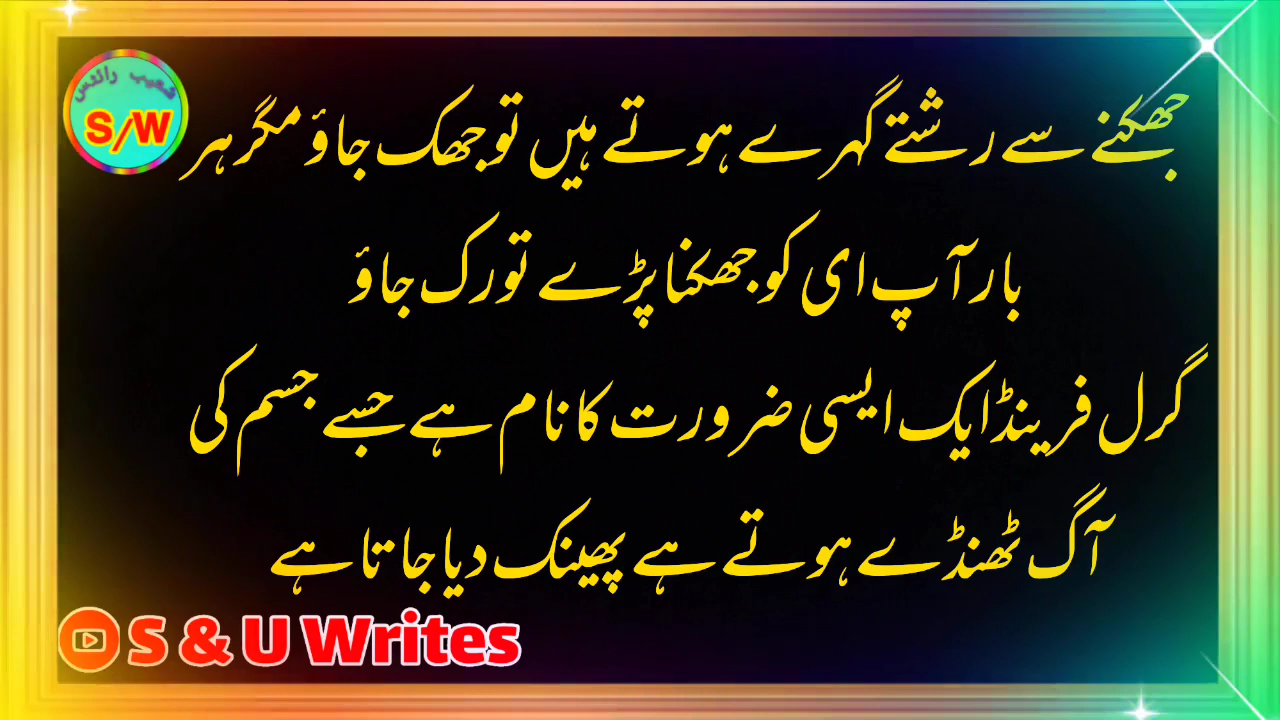 شعیب رائٹس
S/W
جھکنے سے رشتے گہرے ہوتے ہیں تو جھک جاؤ مگر ہر
بار آپ ای کو جھکنا پڑے تو رک جاؤ
گرل فرینڈ ایک ایسی ضرورت کا نام ہے جسے جسم کی
آگ ٹھنڈے ہوتے ہے پھینک دیا جاتا ہے
S & U Writes